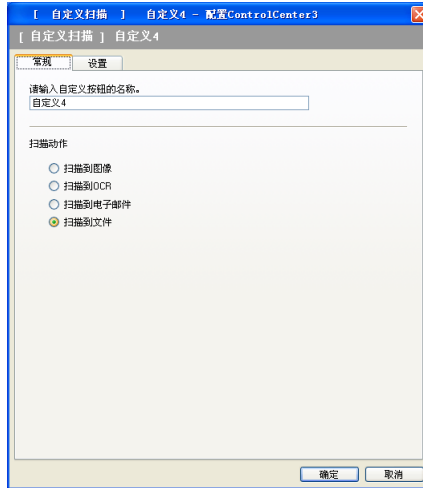 [ 自定义扫描 ] 自定义4 - 配置ControlCenter3
[ 自定义扫描 ] 自定义4
常规 设置
请输入自定义按钮的名称。
自定义4
扫描动作
扫描到图像
扫描到OCR
扫描到电子邮件
扫描到文件
确定 取消